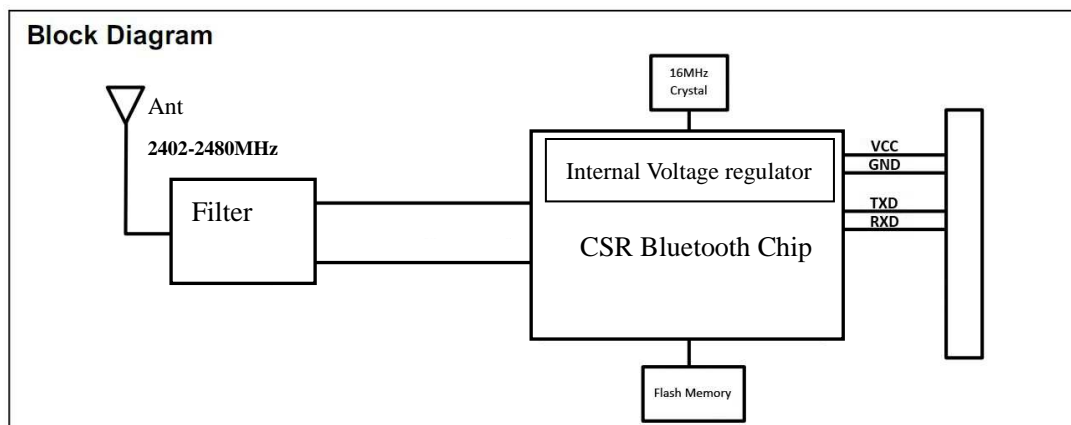 Block Diagram
16MHz
Crystal
Ant
2402-2480MHz
Filter
Internal Voltage regulator
CSR Bluetooth Chip
VCC
GND
TXD
RXD
Flash Memory